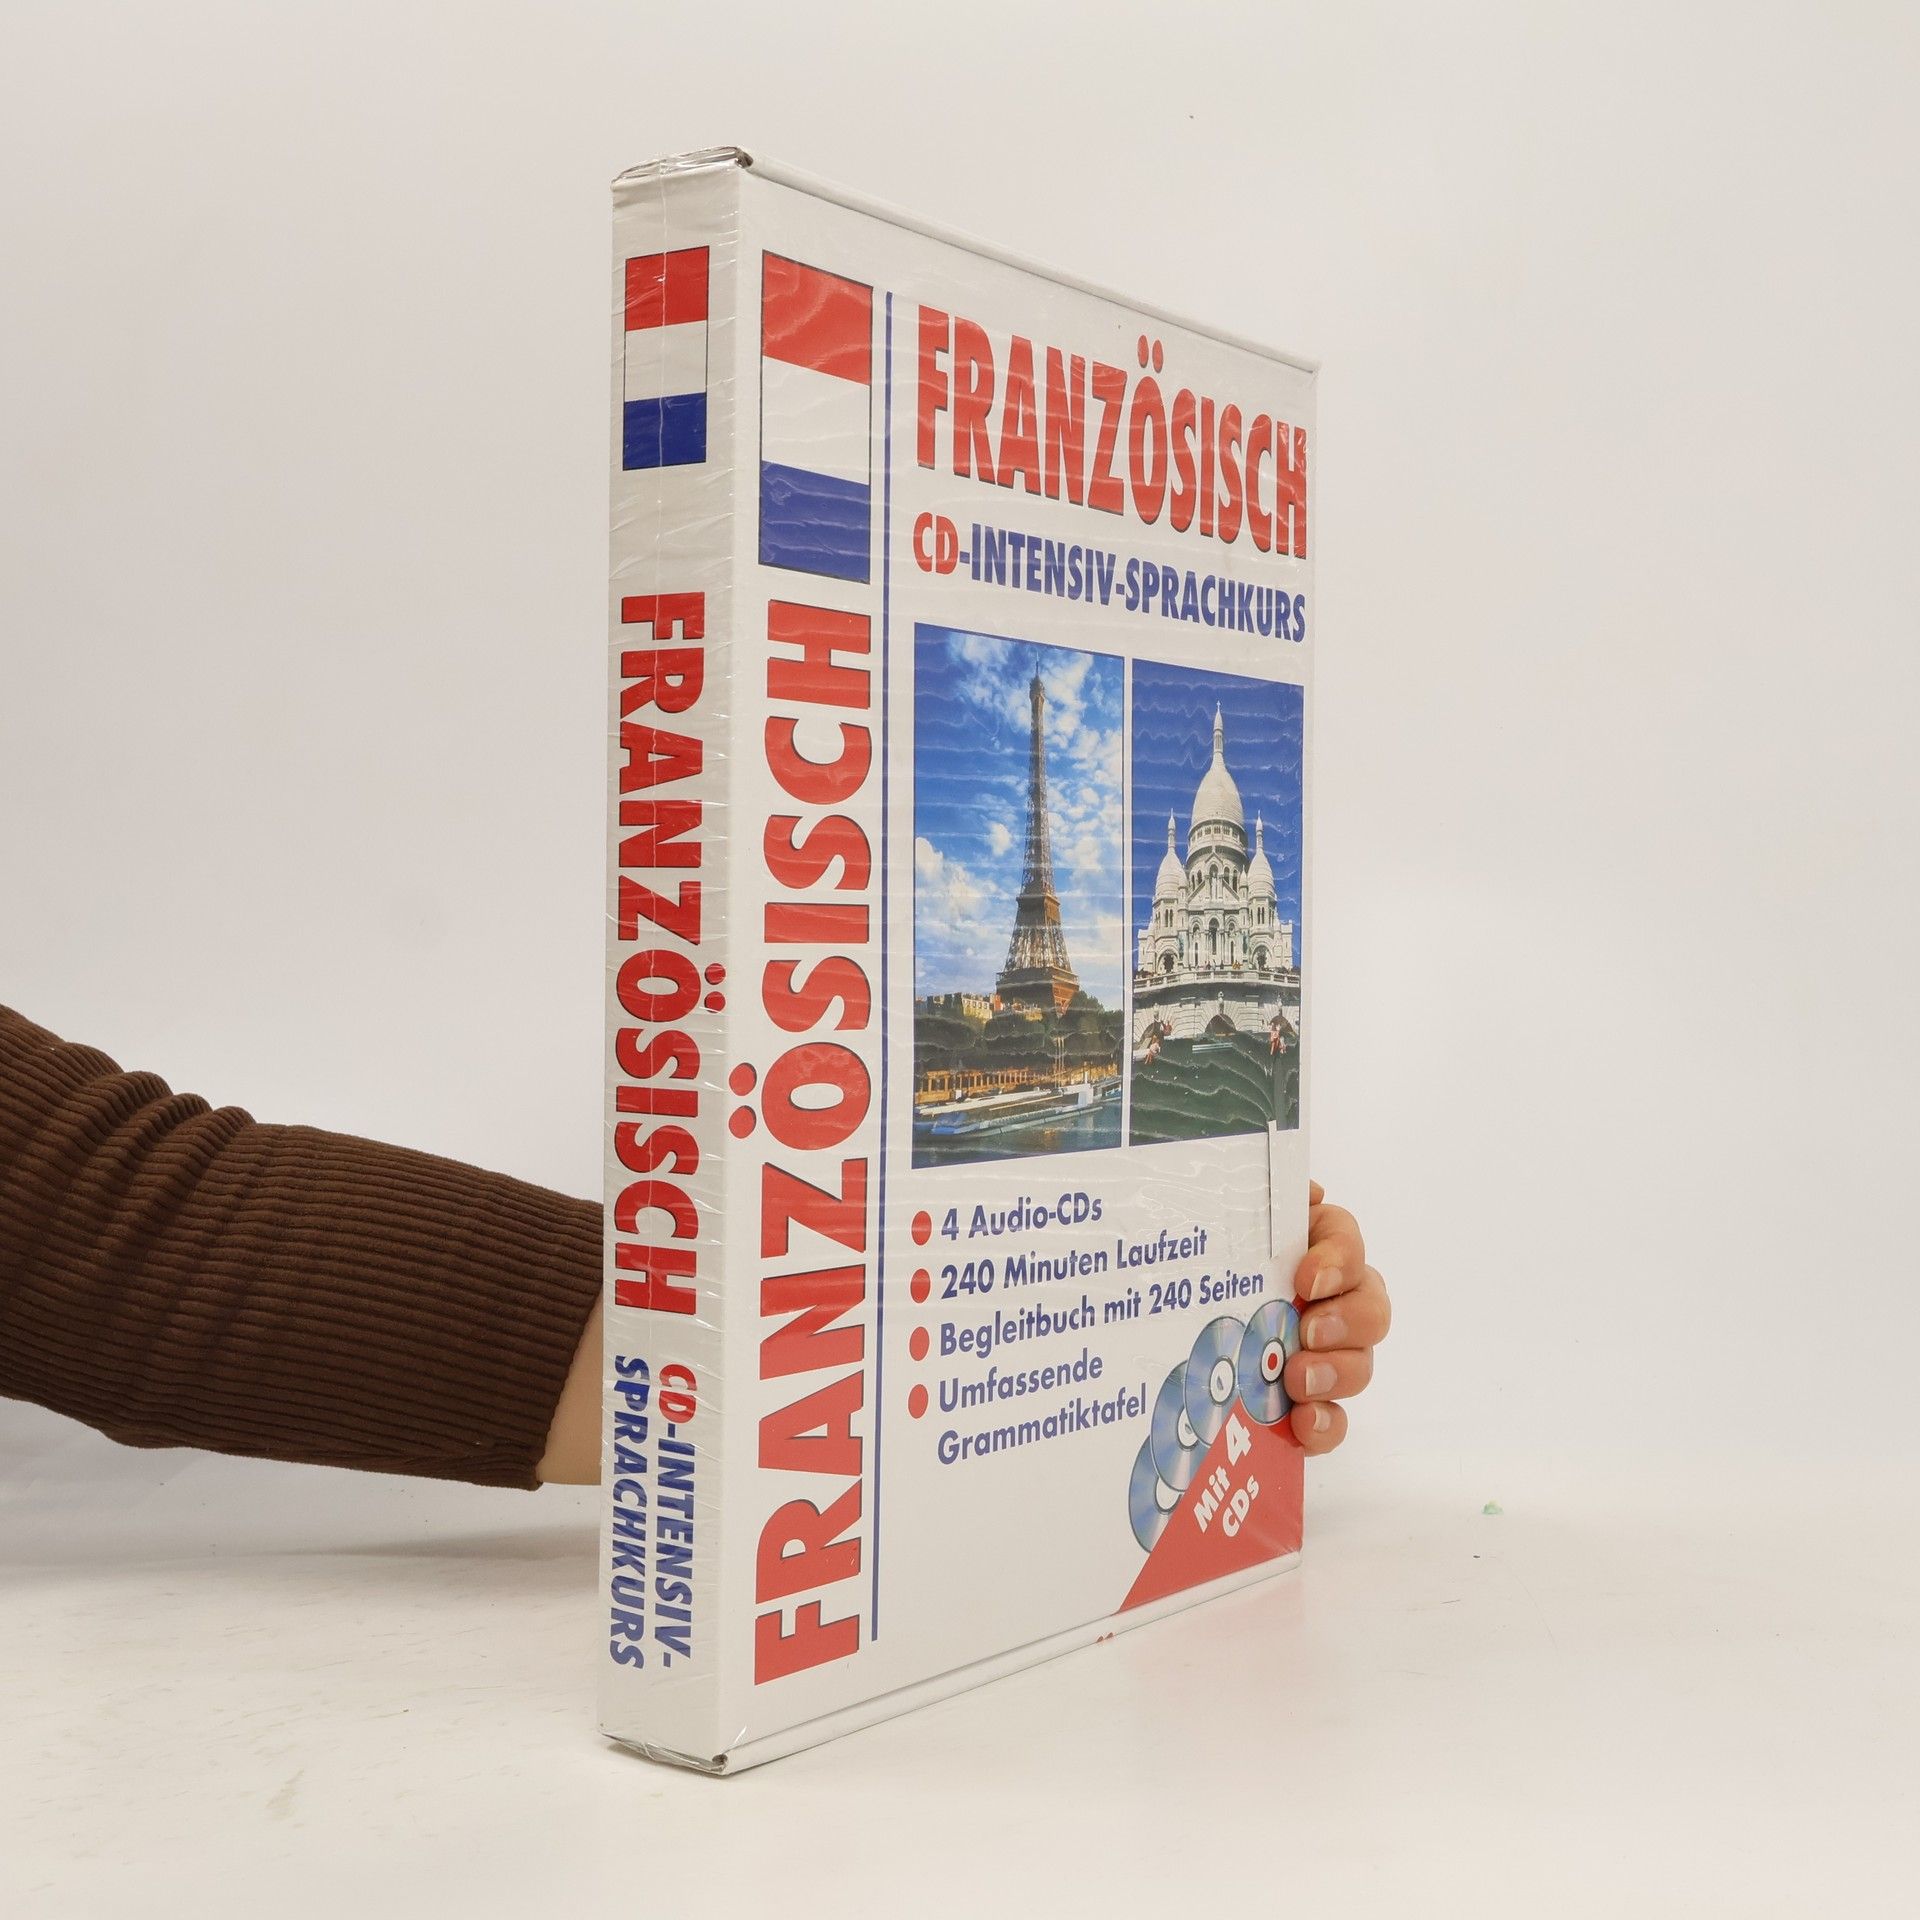 FRANZÖSISCH
CD-INTENSIV-
SPRACHKURS
FRANZÖSISCH
FRANZÖSISCH
CD-INTENSIV-SPRACHKURS
4 Audio-CDs
240 Minuten Laufzeit
Begleitbuch mit 240 Seiten
Umfassende
Grammatiktafel
Mit 4
CDs